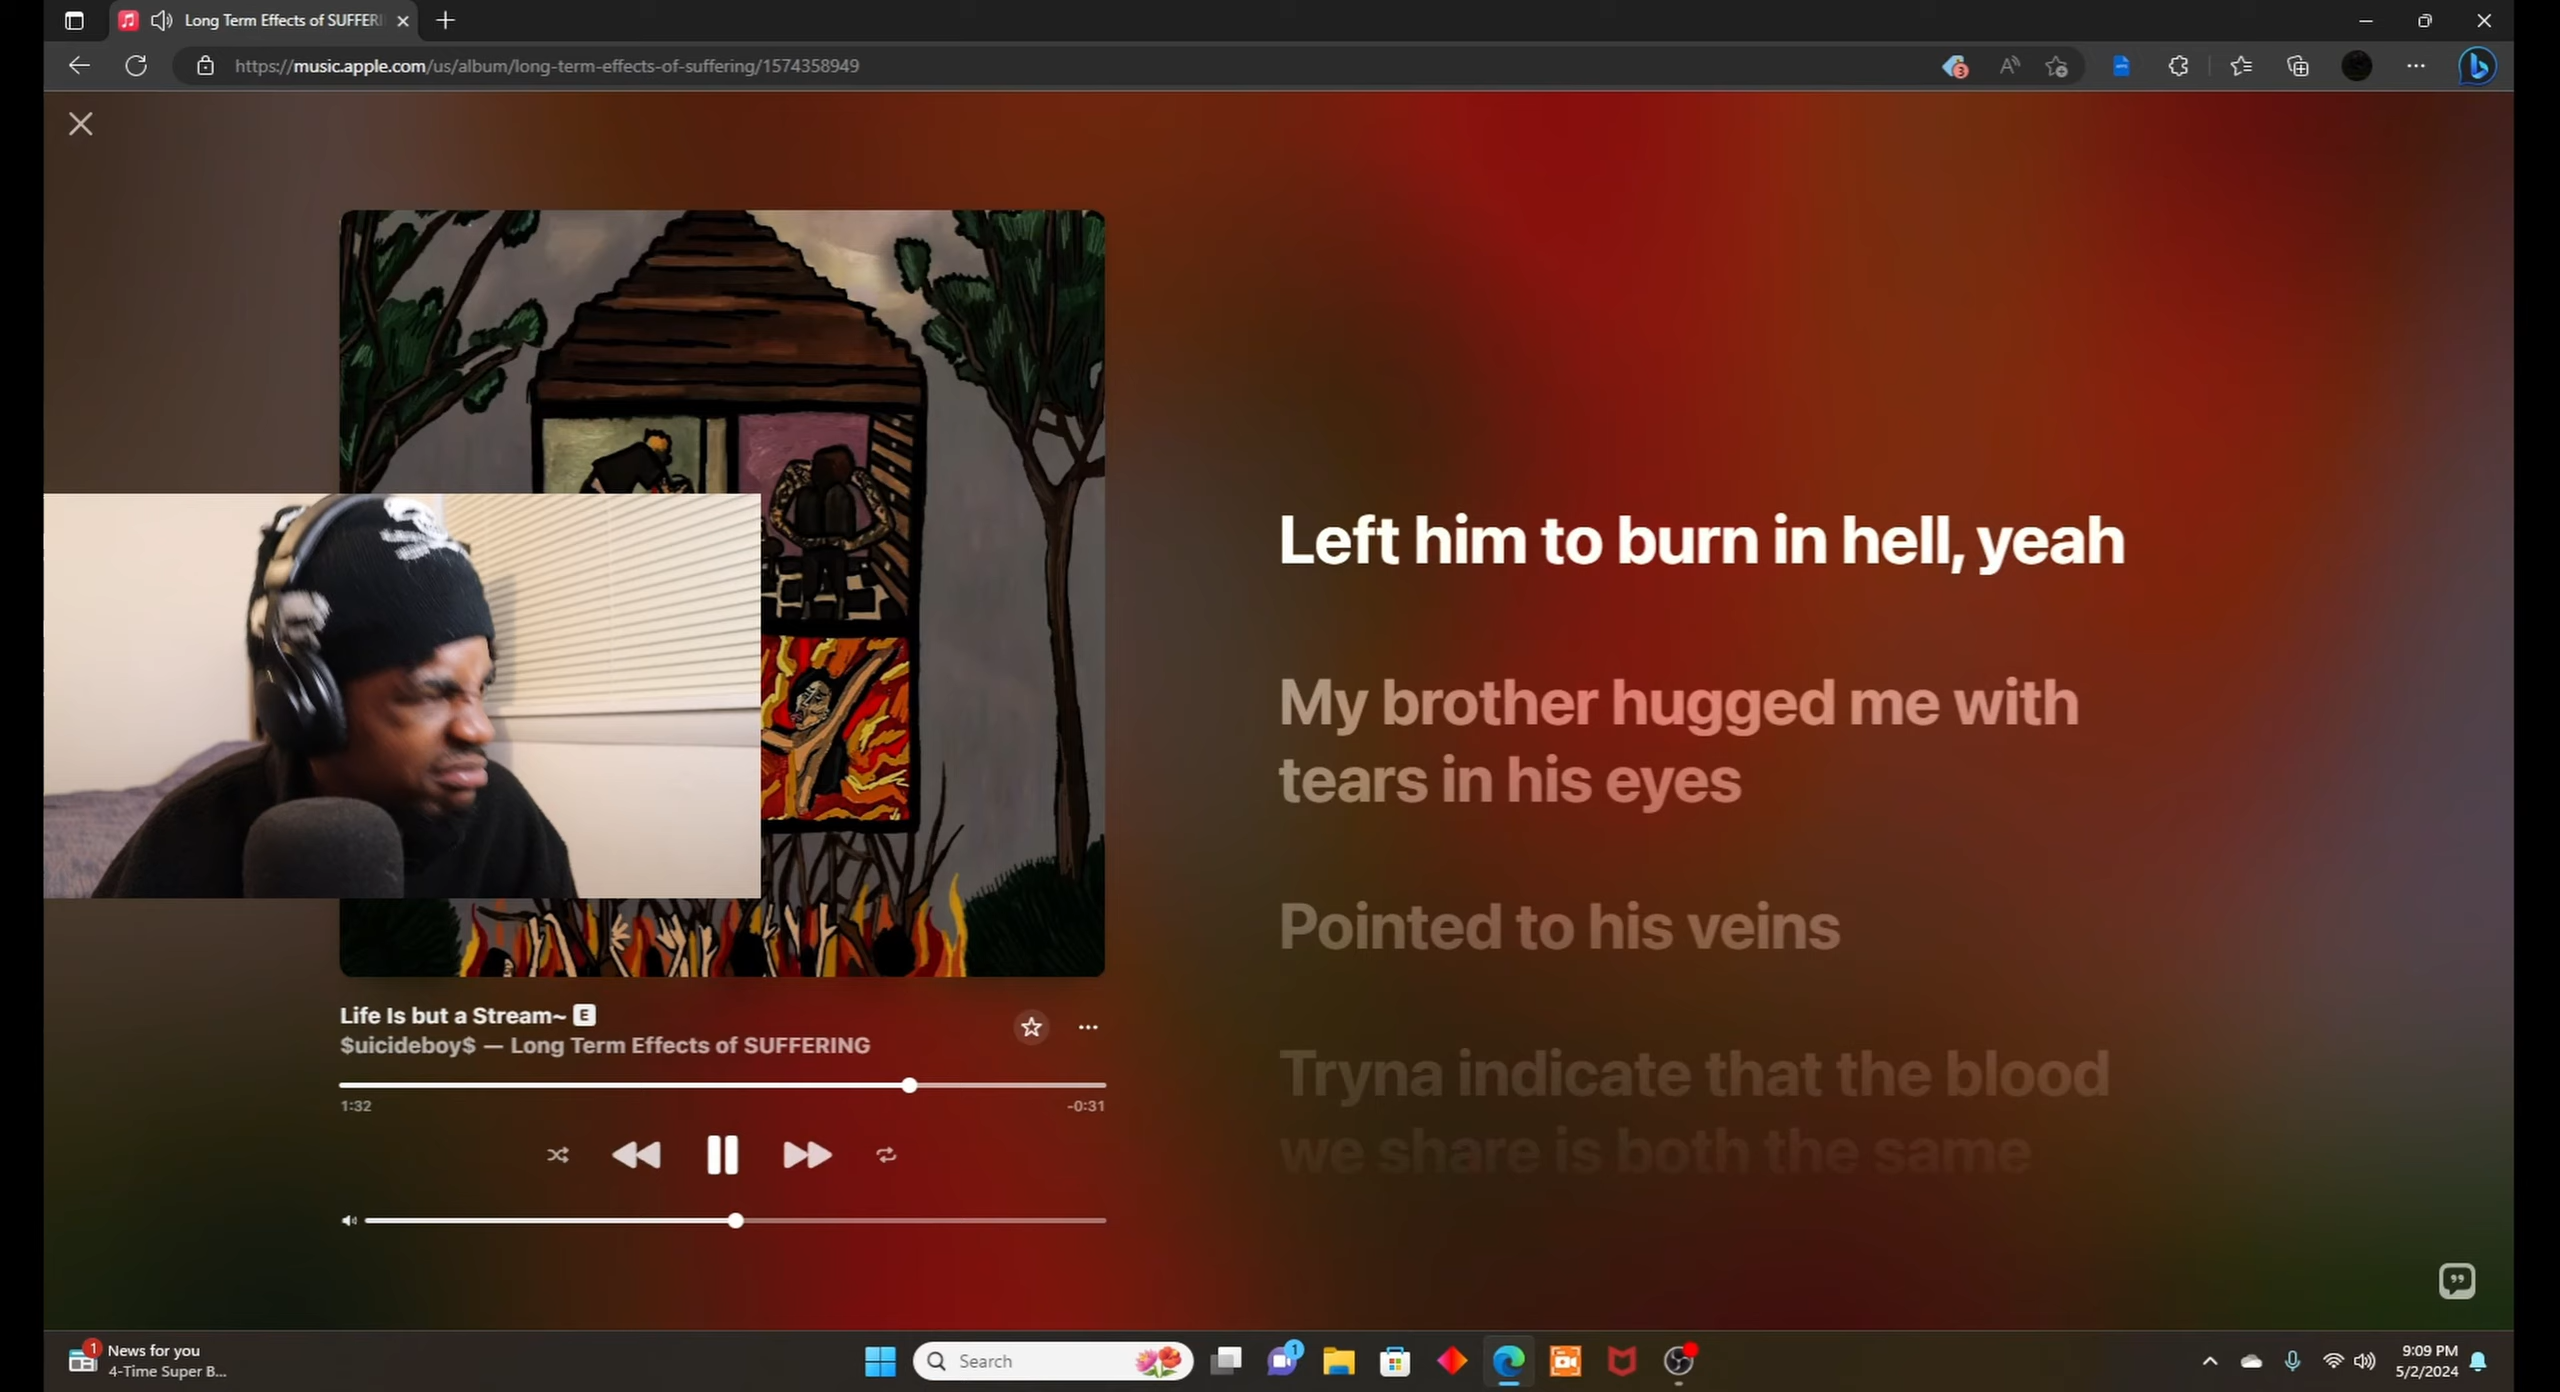 Long Term Effects of SUFFERI
https://music.apple.com/us/album/long-term-effects-of-suffering/1574358949
3
Left him to burn in hell, yeah
My brother hugged me with
tears in his eyes
Pointed to his veins
Tryna indicate that the blood
we share is both the same
Life Is but a Stream~ E
$uicideboy$ — Long Term Effects of SUFFERING
1:32
-0:31
1
News for you
4-Time Super B...
Search
1
9:09 PM
5/2/2024